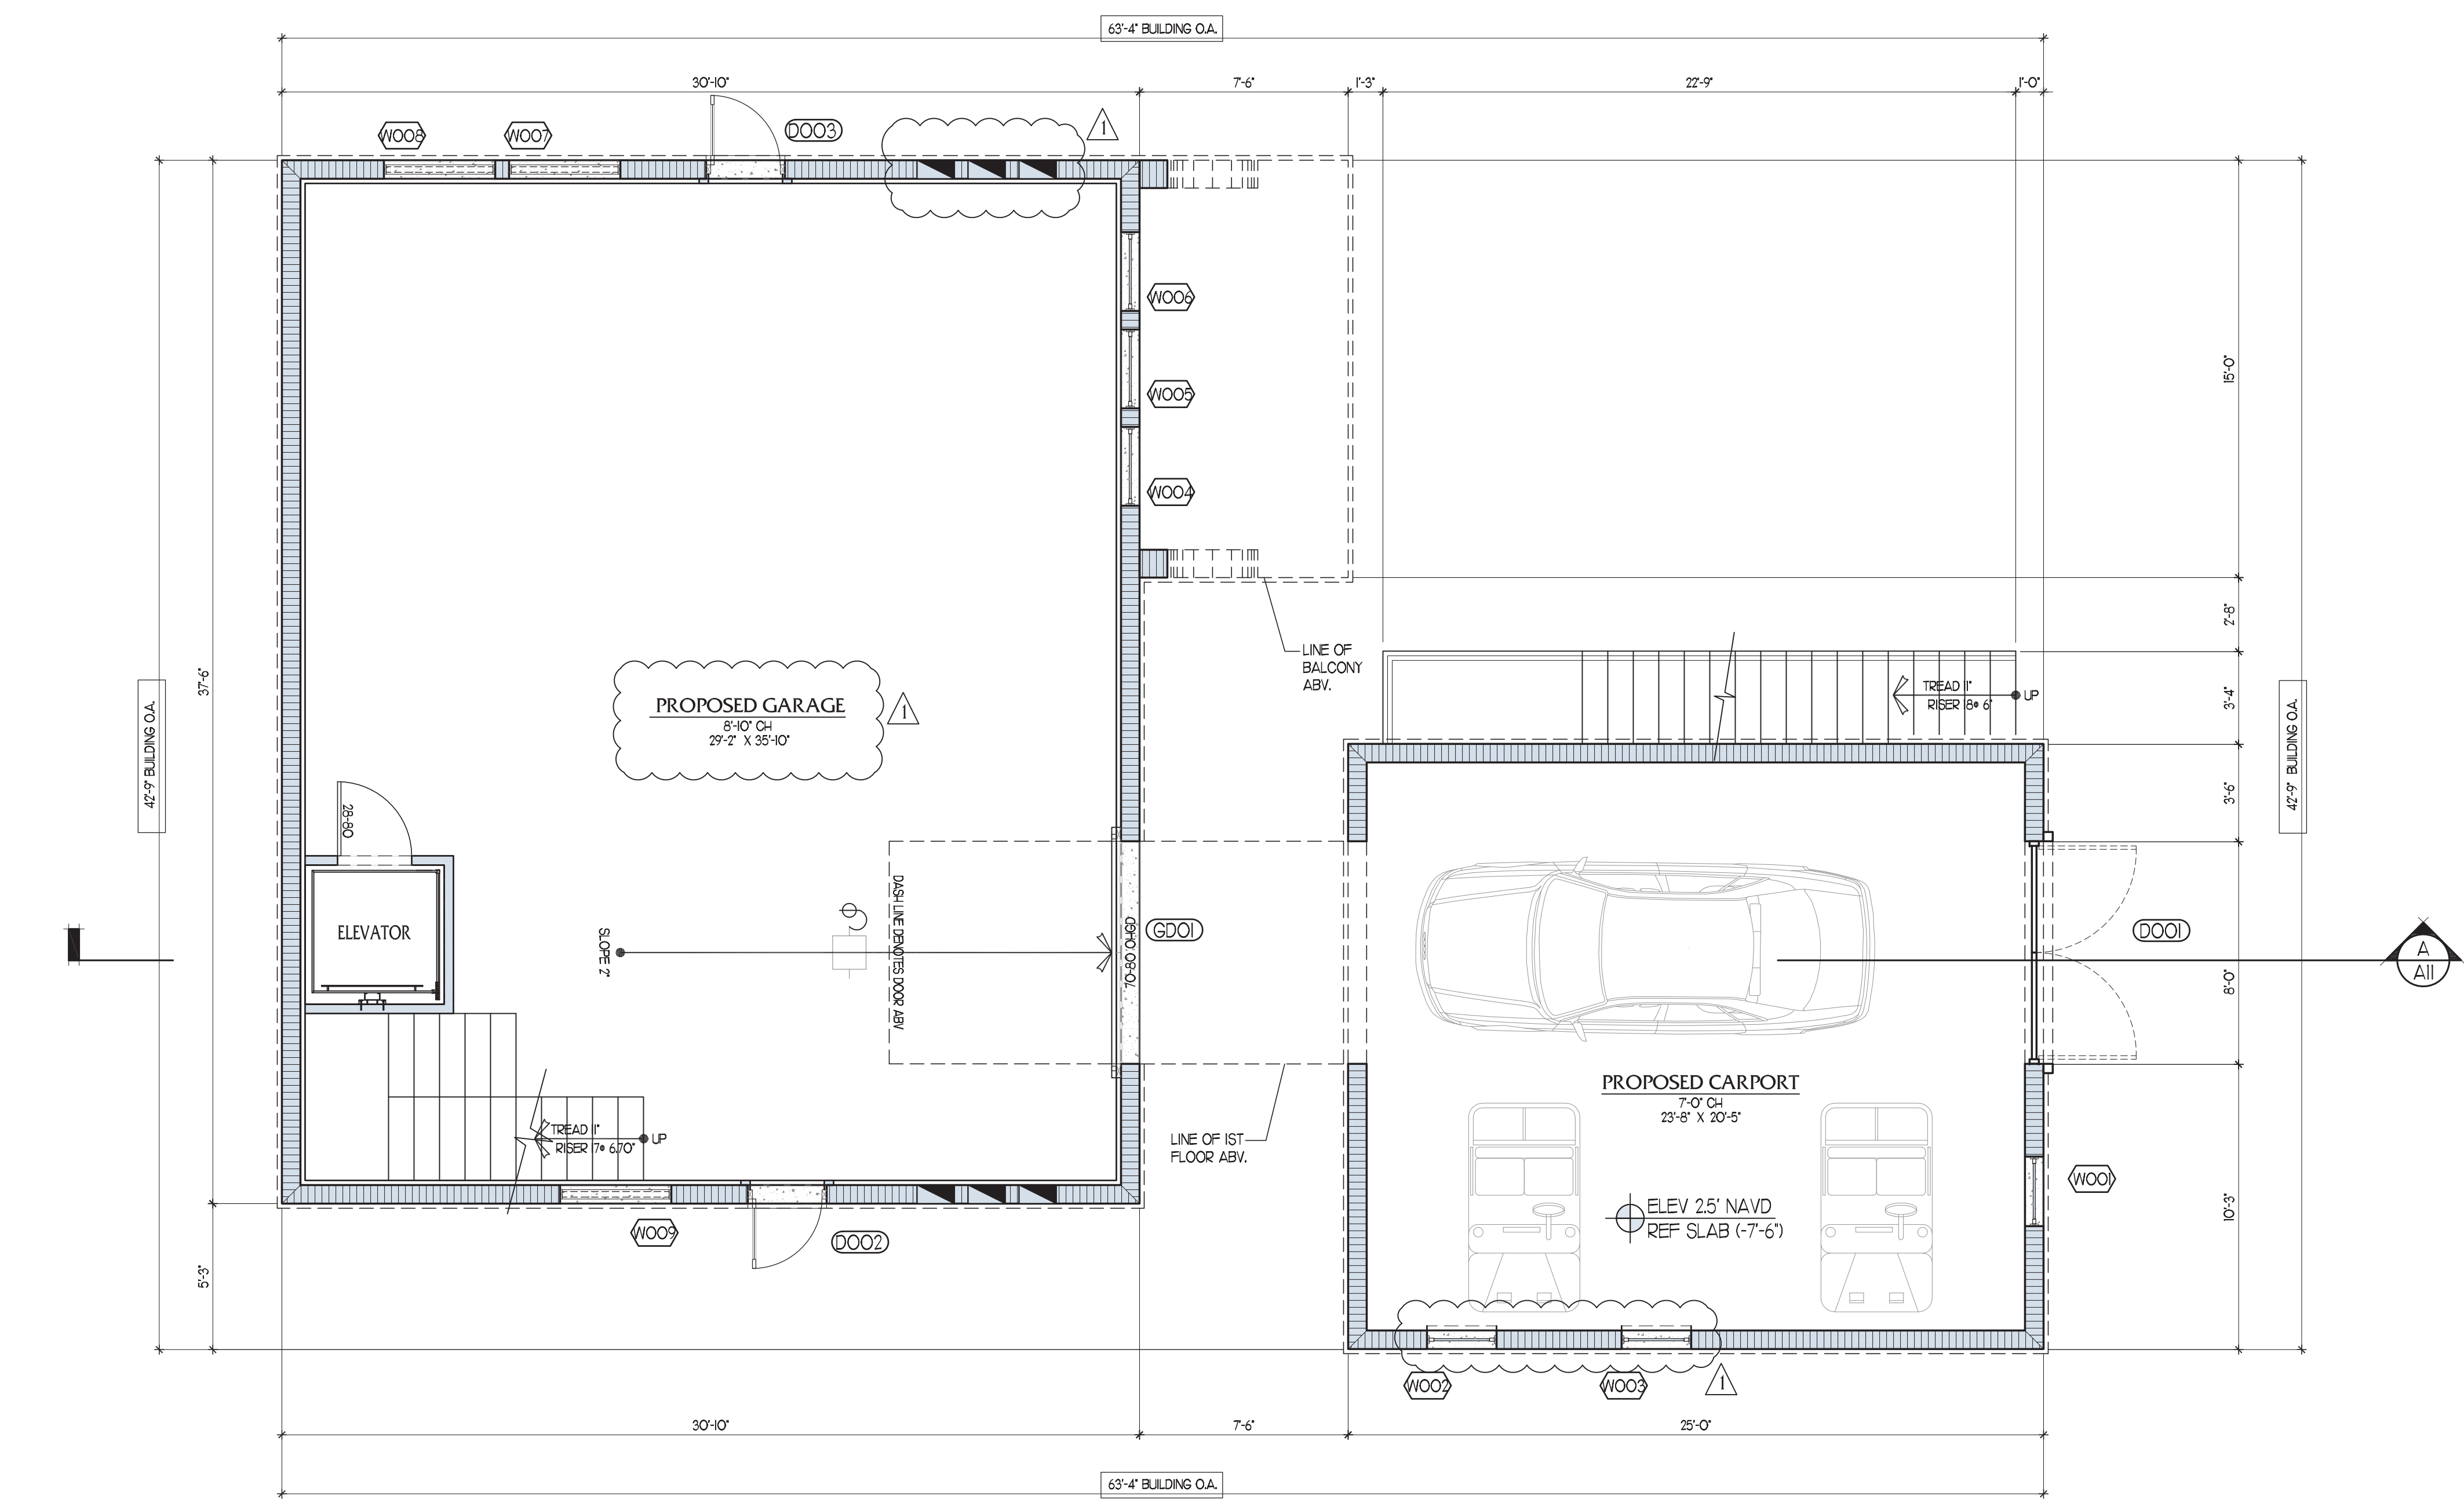 63'-4" BUILDING O.A.
30'-10"
7'-6"
1'-3"
22'-9"
1'-0"
W008
W007
D003
1
W006
W005
W004
15'-0"
2'-8"
3'-4"
3'-6"
8'-0"
10'-3"
42'-9" BUILDING O.A.
42'-9" BUILDING O.A.
37'-6"
5'-3"
LINE OF
BALCONY
ABV.
TREAD 11"
RISER 18@ 6"
UP
PROPOSED GARAGE
8'-10" CH
29'-2" X 35'-10"
1
28-80
ELEVATOR
SLOPE 2"
DASH LINE DENOTES DOOR ABV
70-80 OHGD
GD01
D001
A
A11
PROPOSED CARPORT
7'-0" CH
23'-8" X 20'-5"
TREAD 11"
RISER 17@ 6.70"
UP
LINE OF 1ST
FLOOR ABV.
W001
ELEV 2.5' NAVD
REF SLAB (-7'-6")
W009
D002
W002
W003
1
30'-10"
7'-6"
25'-0"
63'-4" BUILDING O.A.